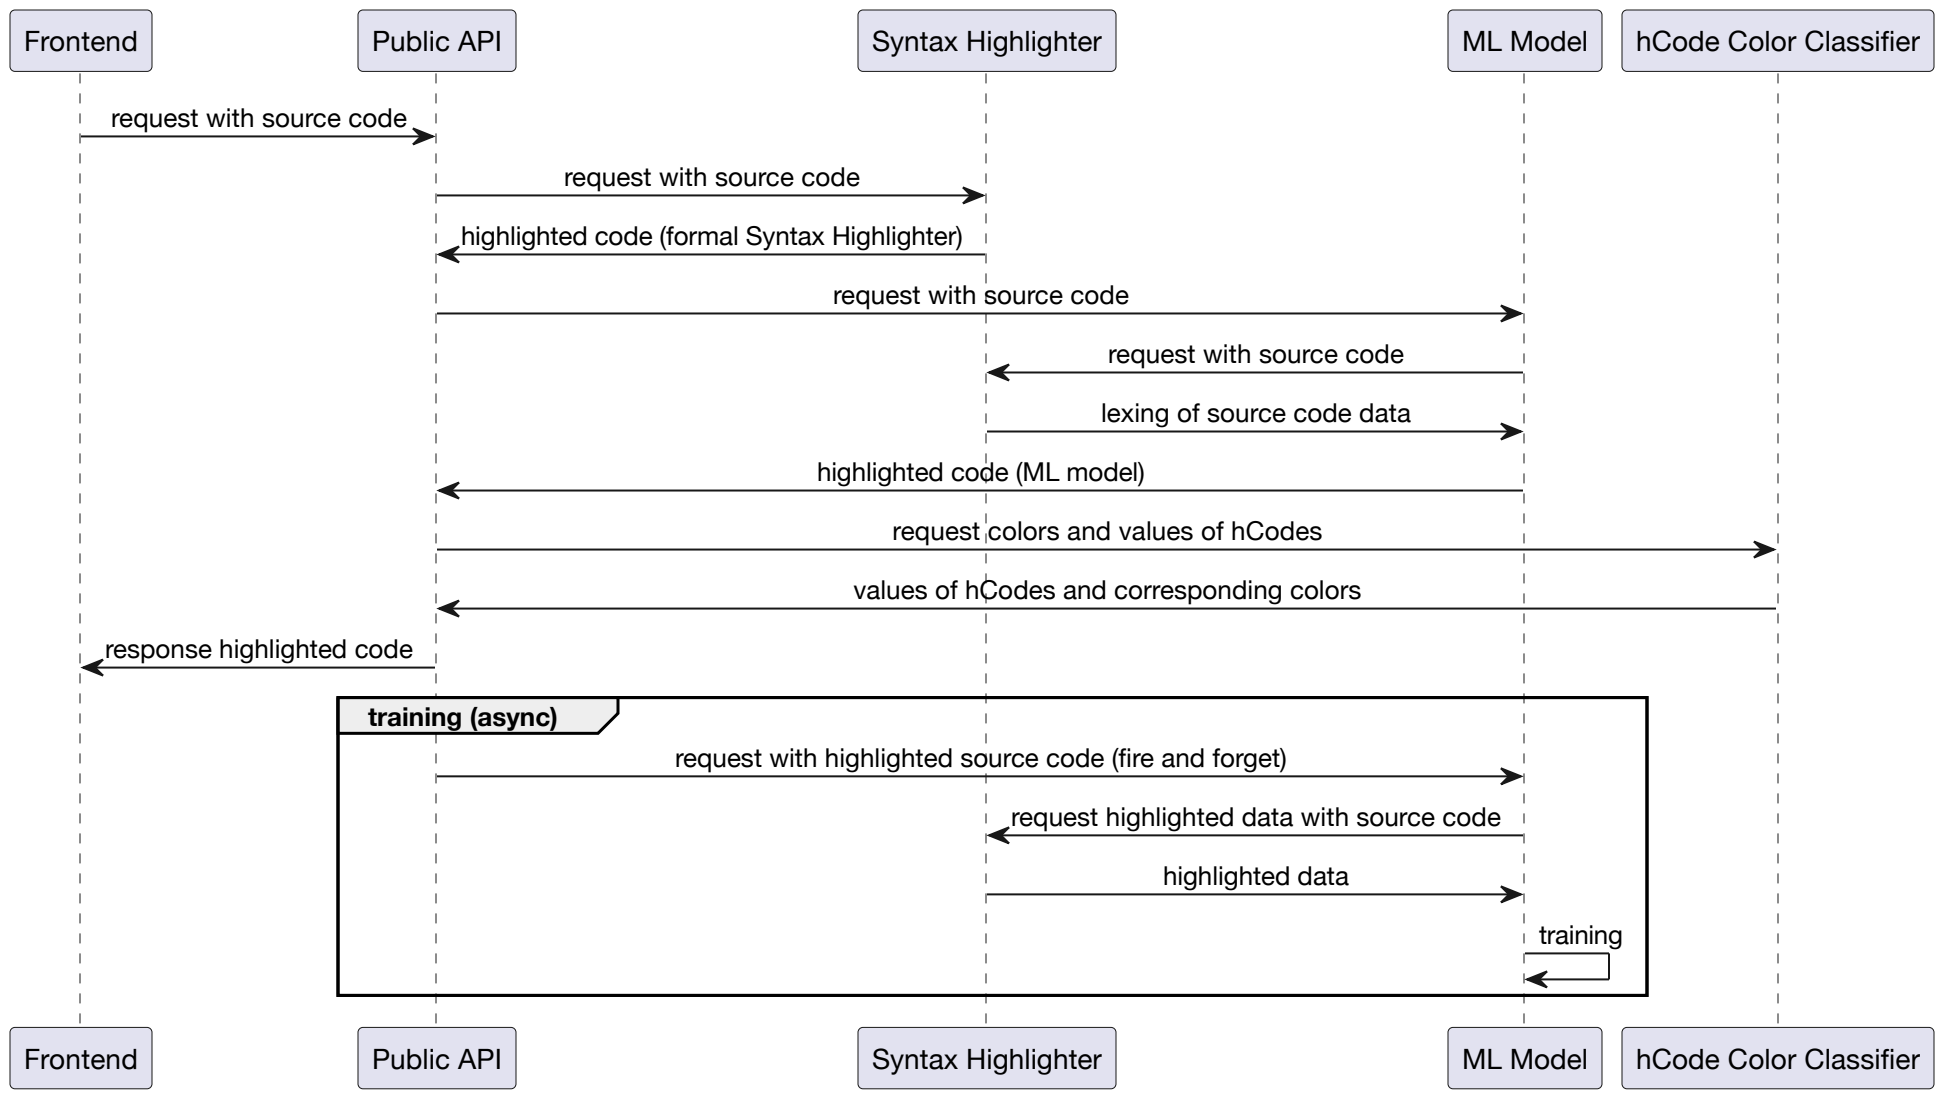 Frontend
Public API
Syntax Highlighter
ML Model
hCode Color Classifier
request with source code
request with source code
highlighted code (formal Syntax Highlighter)
request with source code
request with source code
lexing of source code data
highlighted code (ML model)
request colors and values of hCodes
values of hCodes and corresponding colors
response highlighted code
training (async)
request with highlighted source code (fire and forget)
request highlighted data with source code
highlighted data
training
Frontend
Public API
Syntax Highlighter
ML Model
hCode Color Classifier